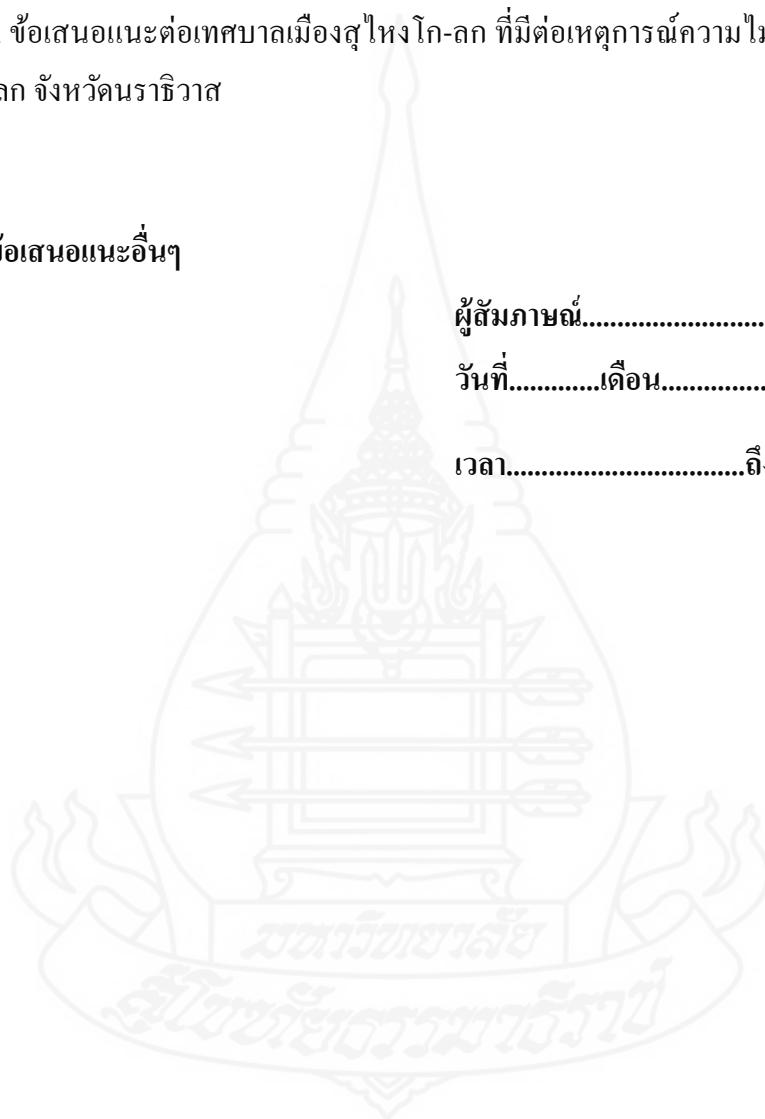 ข้อเสนอแนะต่อเทศบาลเมืองสุไหงโก-ลก ที่มีต่อเหตุการณ์ความ
จังหวัดนราธิวาส
ข้อเสนอแนะอื่นๆ
ผู้สัมภาษณ์..........................
วันที่.............เดือน...............
เวลา..................................ถึง
มหาวิทยาลัย
สุโขทัยธรรมาธิราช